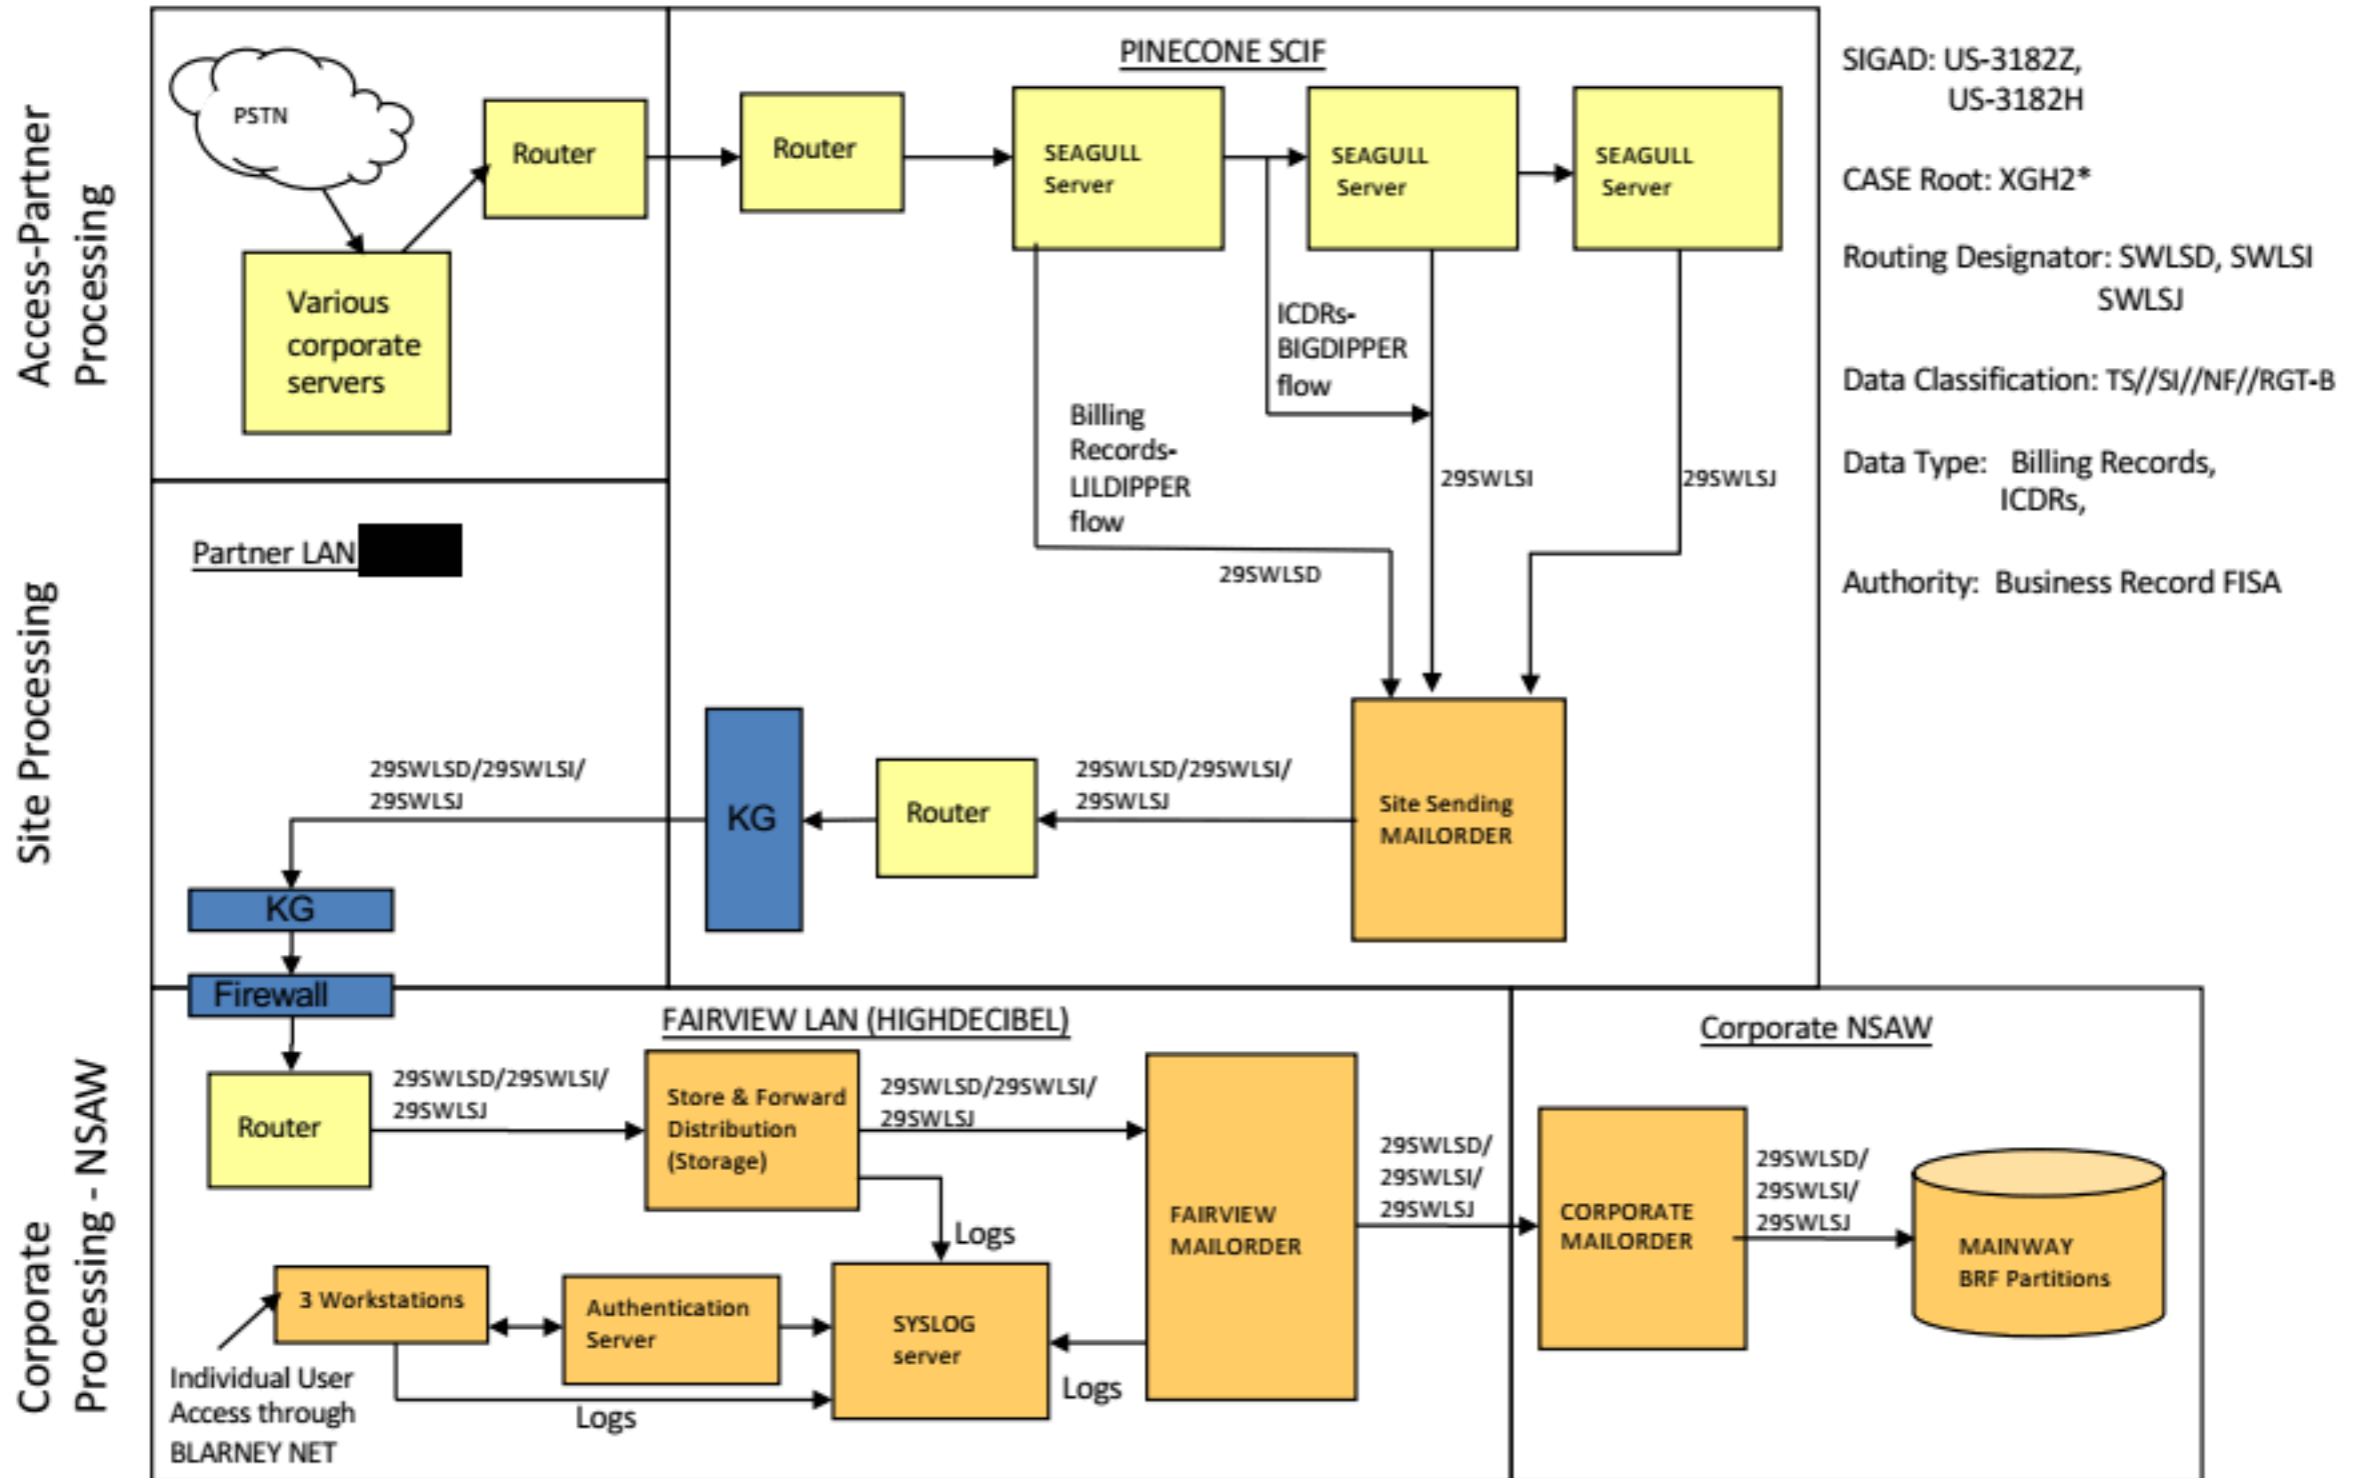 Access-Partner
Processing
Site Processing
Corporate
Processing - NSAW
PSTN
Router
Various
corporate
servers
PINECONE SCIF
Router
SEAGULL
Server
SEAGULL
Server
SEAGULL
Server
ICDRs-
BIGDIPPER
flow
Billing
Records-
LILDIPPER
flow
29SWLSD
29SWLSI
29SWLSJ
SIGAD: US-3182Z,
US-3182H
CASE Root: XGH2*
Routing Designator: SWLSD, SWLSI
SWLSJ
Data Classification: TS//SI//NF//RGT-B
Data Type: Billing Records,
ICDRs,
Authority: Business Record FISA
Partner LAN
29SWLSD/29SWLSI/
29SWLSJ
KG
Router
29SWLSD/29SWLSI/
29SWLSJ
Site Sending
MAILORDER
KG
Firewall
FAIRVIEW LAN (HIGHDECIBEL)
Router
29SWLSD/29SWLSI/
29SWLSJ
Store & Forward
Distribution
(Storage)
29SWLSD/29SWLSI/
29SWLSJ
Logs
FAIRVIEW
MAILORDER
3 Workstations
Authentication
Server
SYSLOG
server
Logs
Logs
Individual User
Access through
BLARNEY NET
29SWLSD/
29SWLSI/
29SWLSJ
Corporate NSAW
CORPORATE
MAILORDER
29SWLSD/
29SWLSI/
29SWLSJ
MAINWAY
BRF Partitions